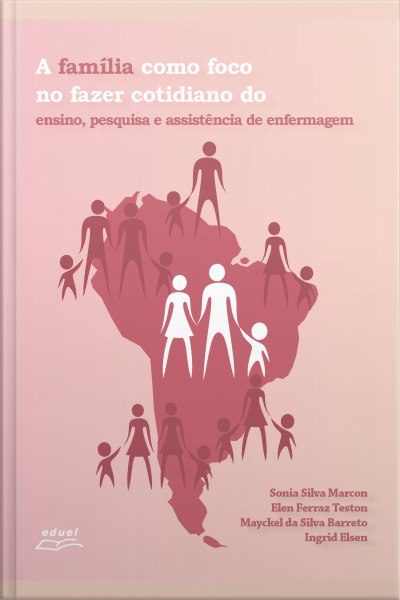 A família como foco
no fazer cotidiano do
ensino, pesquisa e assistência de enfermagem
Sonia Silva Marcon
Elen Ferraz Teston
Mayckel da Silva Barreto
Ingrid Elsen
eduel